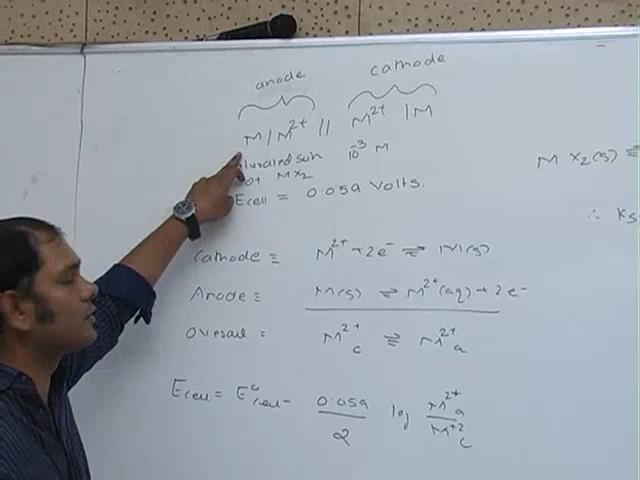 anode cathode
M / M²⁺ // M²⁺ | M
saturated soln 10⁻³ M
of MX₂
Ecell = 0.059 Volts.
M X₂(s) ⇌
∴ Ks
Cathode = M²⁺ + 2e⁻ ⇌ M(s)
Anode = M(s) ⇌ M²⁺(aq) + 2e⁻
Overall = M²⁺c ⇌ M²⁺a
Ecell = E°cell - 0.059/2 log M²⁺a/M⁺²c